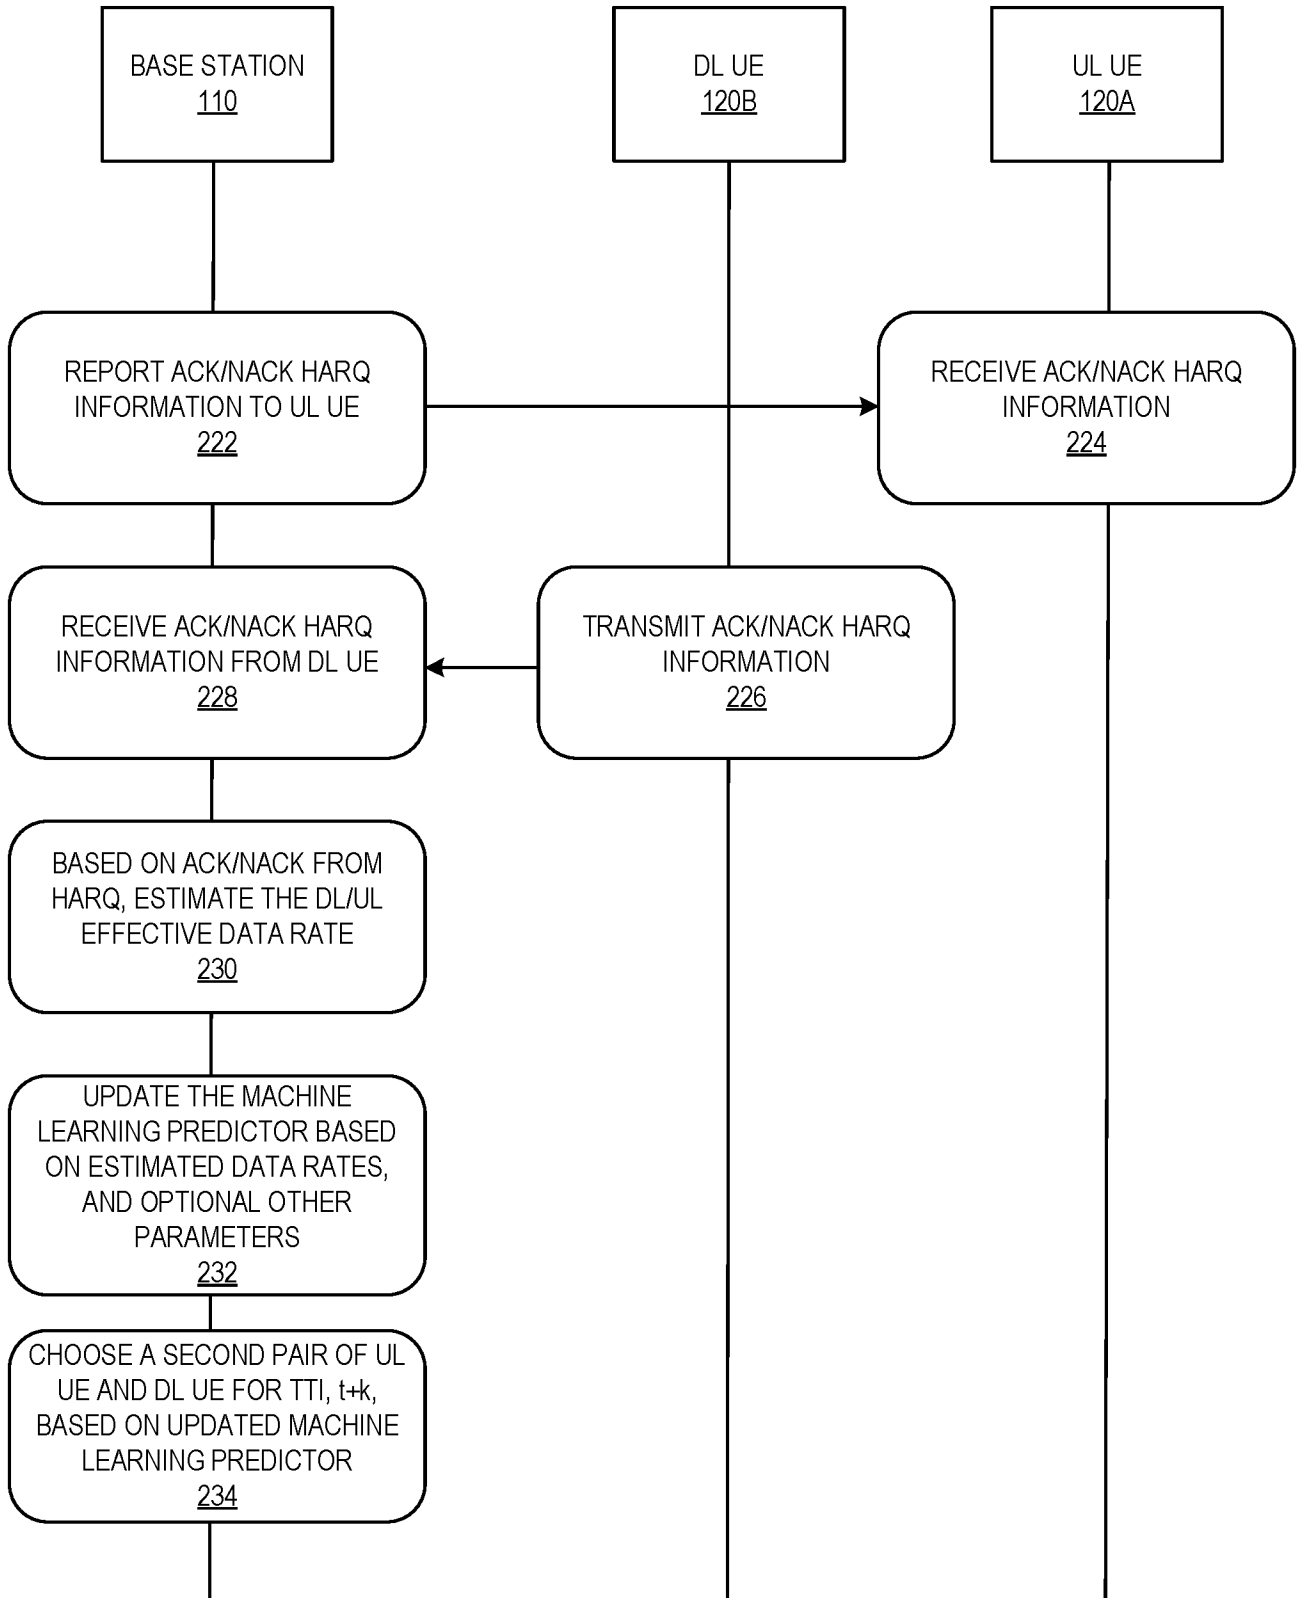 BASE STATION
110
DL UE
120B
UL UE
120A
REPORT ACK/NACK HARQ
INFORMATION TO UL UE
222
RECEIVE ACK/NACK HARQ
INFORMATION
224
RECEIVE ACK/NACK HARQ
INFORMATION FROM DL UE
228
TRANSMIT ACK/NACK HARQ
INFORMATION
226
BASED ON ACK/NACK FROM
HARQ, ESTIMATE THE DL/UL
EFFECTIVE DATA RATE
230
UPDATE THE MACHINE
LEARNING PREDICTOR BASED
ON ESTIMATED DATA RATES,
AND OPTIONAL OTHER
PARAMETERS
232
CHOOSE A SECOND PAIR OF UL
UE AND DL UE FOR TTI, t+k,
BASED ON UPDATED MACHINE
LEARNING PREDICTOR
234